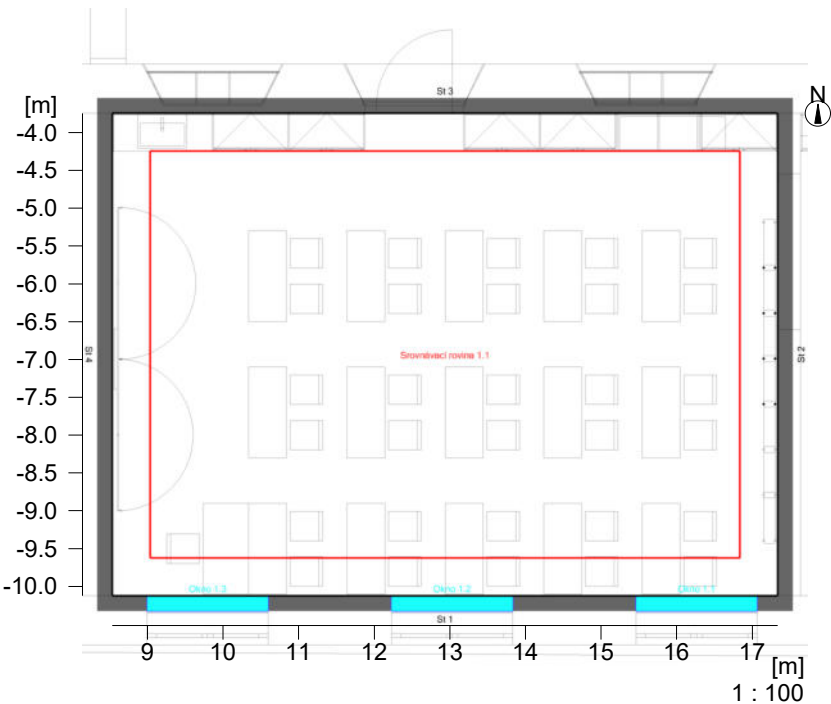 St 3
N
[m]
-4.0
-4.5
-5.0
-5.5
-6.0
-6.5
-7.0
-7.5
-8.0
-8.5
-9.0
-9.5
-10.0
St 4
Srovnávací rovina 1.1
St 2
Okno 1.3
Okno 1.2
Okno 1.1
St 1
9 10 11 12 13 14 15 16 17
[m]
1 : 100